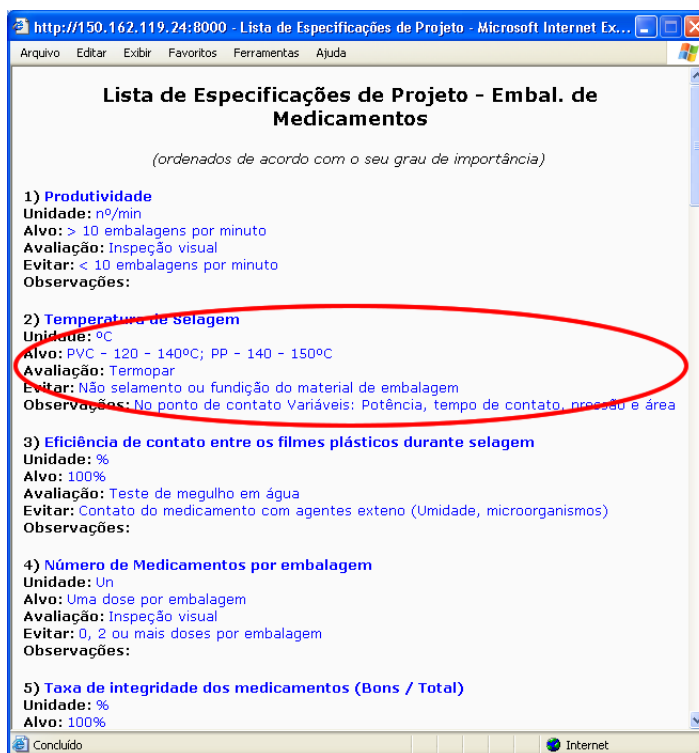 http://150.162.119.24:8000 - Lista de Especificações de Projeto - Microsoft Internet Ex...
Arquivo Editar Exibir Favoritos Ferramentas Ajuda
Lista de Especificações de Projeto - Embal. de
Medicamentos
(ordenados de acordo com o seu grau de importância)
1) Produtividade
Unidade: nº/min
Alvo: > 10 embalagens por minuto
Avaliação: Inspeção visual
Evitar: < 10 embalagens por minuto
Observações:
2) Temperatura de Selagem
Unidade: ºC
Alvo: PVC - 120 - 140ºC; PP - 140 - 150ºC
Avaliação: Termopar
Evitar: Não selamento ou fundição do material de embalagem
Observações: No ponto de contato Variáveis: Potência, tempo de contato, pressão e área
3) Eficiência de contato entre os filmes plásticos durante selagem
Unidade: %
Alvo: 100%
Avaliação: Teste de megulho em água
Evitar: Contato do medicamento com agentes exteno (Umidade, microorganismos)
Observações:
4) Número de Medicamentos por embalagem
Unidade: Un
Alvo: Uma dose por embalagem
Avaliação: Inspeção visual
Evitar: 0, 2 ou mais doses por embalagem
Observações:
5) Taxa de integridade dos medicamentos (Bons / Total)
Unidade: %
Alvo: 100%
Concluído Internet